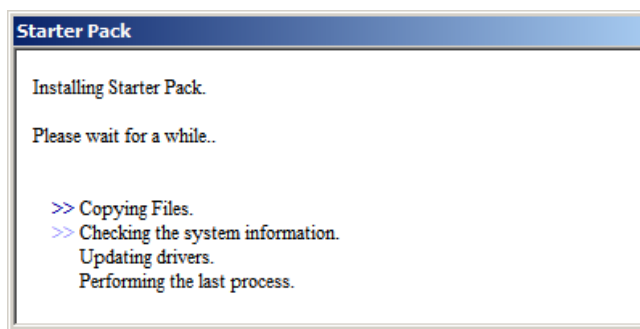 Starter Pack
Installing Starter Pack.
Please wait for a while..
>> Copying Files.
>> Checking the system information.
Updating drivers.
Performing the last process.